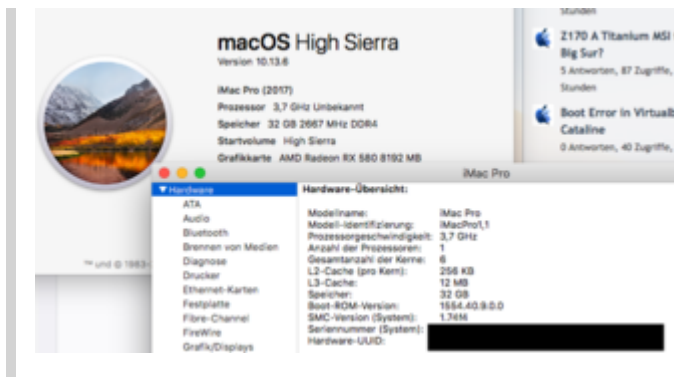 macOS High Sierra
Version 10.13.6
iMac Pro (2017)
Prozessor 3,7 GHz Unbekannt
Speicher 32 GB 2667 MHz DDR4
Startvolume High Sierra
Grafikkarte AMD Radeon RX 580 8192 MB
™ und © 1983-
Stunden
Z170 A Titanium MSI
Big Sur?
5 Antworten, 87 Zugriffe,
Stunden
Boot Error in Virtualb
Cataline
0 Antworten, 40 Zugriffe,
iMac Pro
Hardware
ATA
Audio
Bluetooth
Brennen von Medien
Diagnose
Drucker
Ethernet-Karten
Festplatte
Fibre-Channel
FireWire
Grafik/Displays
Hardware-Übersicht:
Modellname: iMac Pro
Modell-Identifizierung: iMacPro1,1
Prozessorgeschwindigkeit: 3,7 GHz
Anzahl der Prozessoren: 1
Gesamtanzahl der Kerne: 6
L2-Cache (pro Kern): 256 KB
L3-Cache: 12 MB
Speicher: 32 GB
Boot-ROM-Version: 1554.40.9.0.0
SMC-Version (System): 1.74f4
Seriennummer (System):
Hardware-UUID: